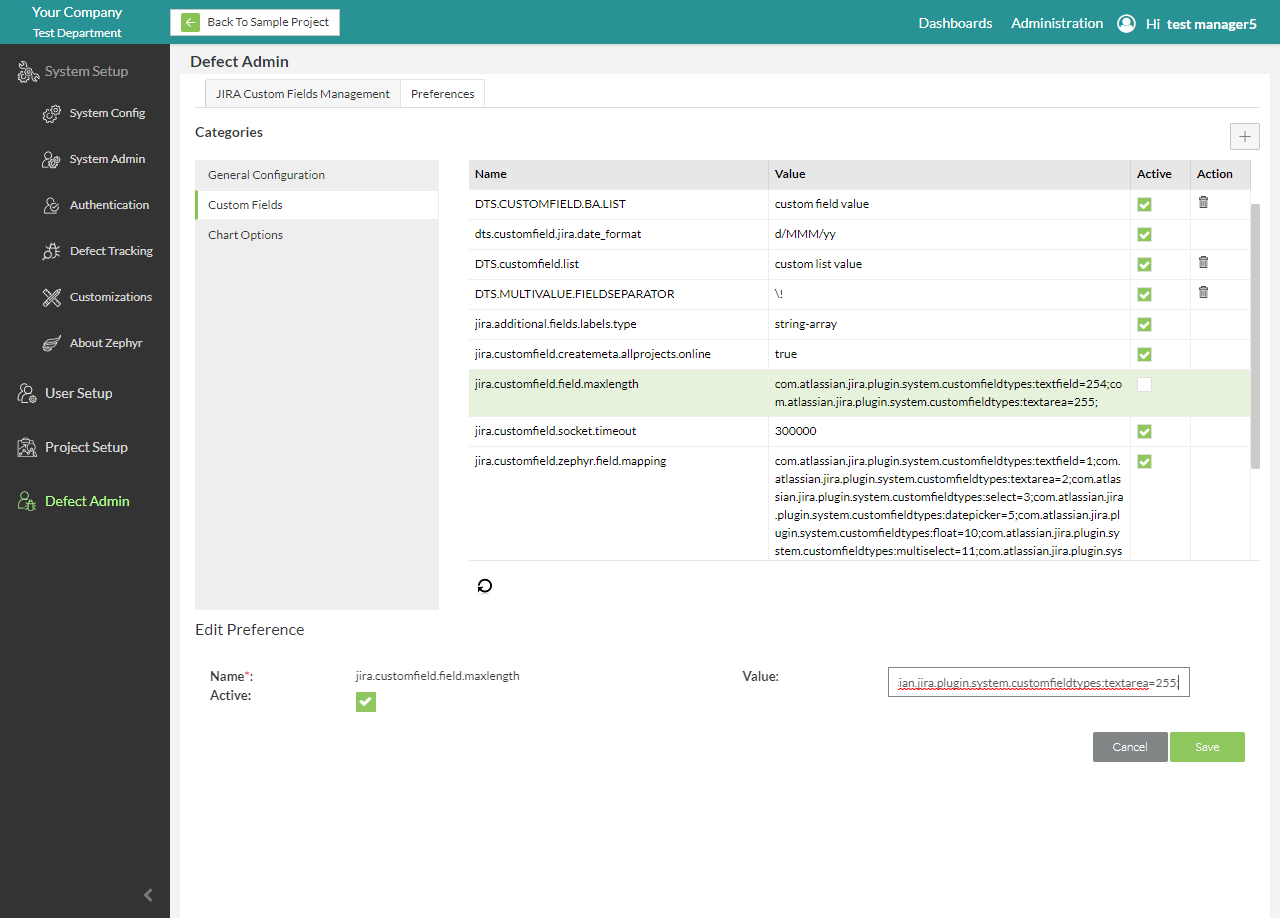 Your Company
Test Department
Back To Sample Project
Dashboards
Administration
Hi test manager5
System Setup
System Config
System Admin
Authentication
Defect Tracking
Customizations
About Zephyr
User Setup
Project Setup
Defect Admin
Defect Admin
JIRA Custom Fields Management
Preferences
Categories
+
General Configuration
Custom Fields
Chart Options
Name Value Active Action
DTS.CUSTOMFIELD.BA.LIST custom field value
dts.customfield.jira.date_format d/MMM/yy
DTS.customfield.list custom list value
DTS.MULTIVALUE.FIELDSEPARATOR \!
jira.additional.fields.labels.type string-array
jira.customfield.createmeta.allprojects.online true
jira.customfield.field.maxlength com.atlassian.jira.plugin.system.customfieldtypes:textfield=254;co
m.atlassian.jira.plugin.system.customfieldtypes:textarea=255;
jira.customfield.socket.timeout 300000
jira.customfield.zephyr.field.mapping com.atlassian.jira.plugin.system.customfieldtypes:textfield=1;com.
atlassian.jira.plugin.system.customfieldtypes:textarea=2;com.atlas
sian.jira.plugin.system.customfieldtypes:select=3;com.atlassian.jira
.plugin.system.customfieldtypes:datepicker=5;com.atlassian.jira.pl
ugin.system.customfieldtypes:float=10;com.atlassian.jira.plugin.sy
stem.customfieldtypes:multiselect=11;com.atlassian.jira.plugin.sys
Edit Preference
Name*: jira.customfield.field.maxlength
Value: ian.jira.plugin.system.customfieldtypes:textarea=255;
Active:
Cancel
Save